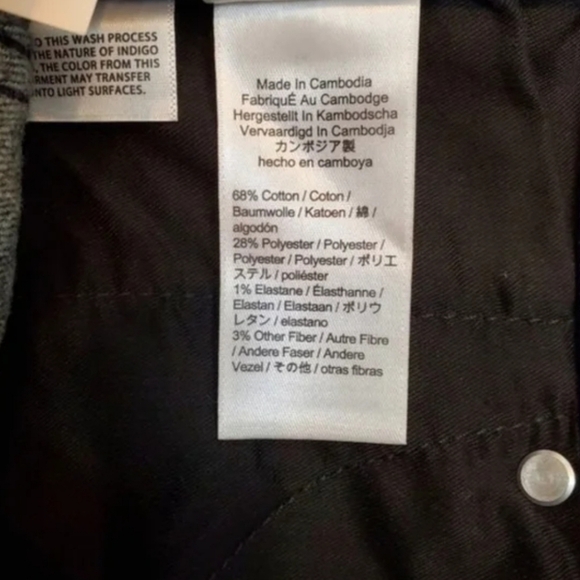 O THIS WASH PROCESS
THE NATURE OF INDIGO
, THE COLOR FROM THIS
RMENT MAY TRANSFER
NTO LIGHT SURFACES.
Made In Cambodia
FabriquÉ Au Cambodge
Hergestellt In Kambodscha
Vervaardigd In Cambodja
カンボジア製
hecho en camboya
68% Cotton / Coton /
Baumwolle / Katoen / 綿 /
algodón
28% Polyester / Polyester /
Polyester / Polyester / ポリエ
ステル / poliéster
1% Elastane / Élasthanne /
Elastan / Elastaan / ポリウ
レタン / elastano
3% Other Fiber / Autre Fibre
/ Andere Faser / Andere
Vezel / その他 / otras fibras